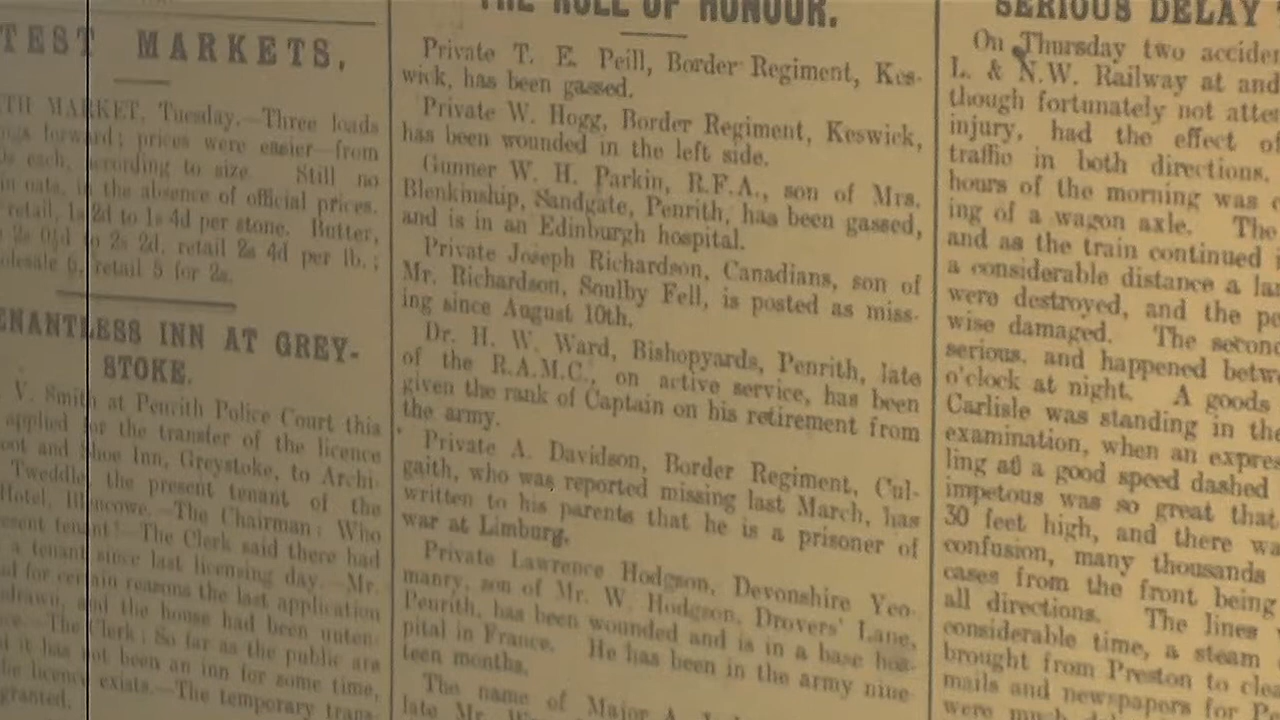 TEST MARKETS.
TH MARKET, Tuesday.—Three loads
forward; prices were easier—from
each, according to size. Still no
oats, in the absence of official prices.
retail, 1s 2d to 1s 4d per stone. Butter,
2s 2d, retail 2s 4d per lb.;
6, retail 5 for 2s.
ENANTLESS INN AT GREY-
STOKE.
V. Smith at Penrith Police Court this
applied for the transfer of the licence
oot and Shoe Inn, Greystoke, to Archi-
Tweddle, the present tenant of the
Hotel, Blencowe.—The Chairman: Who
esent tenant?—The Clerk said there had
a tenant since last licensing day.—Mr.
for certain reasons the last application
drawn, and the house had been unten-
The Clerk: So far as the public are
it has not been an inn for some time,
licence exists.—The temporary trans-
granted.
THE ROLL OF HONOUR.
Private T. E. Peill, Border Regiment, Kes-
wick, has been gassed.
Private W. Hogg, Border Regiment, Keswick,
has been wounded in the left side.
Gunner W. H. Parkin, R.F.A., son of Mrs.
Blenkinship, Sandgate, Penrith, has been gassed,
and is in an Edinburgh hospital.
Private Joseph Richardson, Canadians, son of
Mr. Richardson, Soulby Fell, is posted as miss-
ing since August 10th.
Dr. H. W. Ward, Bishopyards, Penrith, late
of the R.A.M.C., on active service, has been
given the rank of Captain on his retirement from
the army.
Private A. Davidson, Border Regiment, Cul-
gaith, who was reported missing last March, has
written to his parents that he is a prisoner of
war at Limburg.
Private Lawrence Hodgson, Devonshire Yeo-
manry, son of Mr. W. Hodgson, Drovers' Lane,
Penrith, has been wounded and is in a base hos-
pital in France. He has been in the army nine-
teen months.
The name of Major A.
late Mr.
SERIOUS DELAY
On Thursday two acciden
L. & N.W. Railway at and
though fortunately not atten
injury, had the effect of
traffic in both directions.
hours of the morning was c
ing of a wagon axle. The
and as the train continued i
a considerable distance a lar
were destroyed, and the pe
wise damaged. The second
serious, and happened betwe
o'clock at night. A goods
Carlisle was standing in the
examination, when an expres
ling at a good speed dashed
impetous was so great that
30 feet high, and there wa
confusion, many thousands
cases from the front being
all directions. The lines
considerable time, a steam
brought from Preston to clea
mails and newspapers for Pe
were much